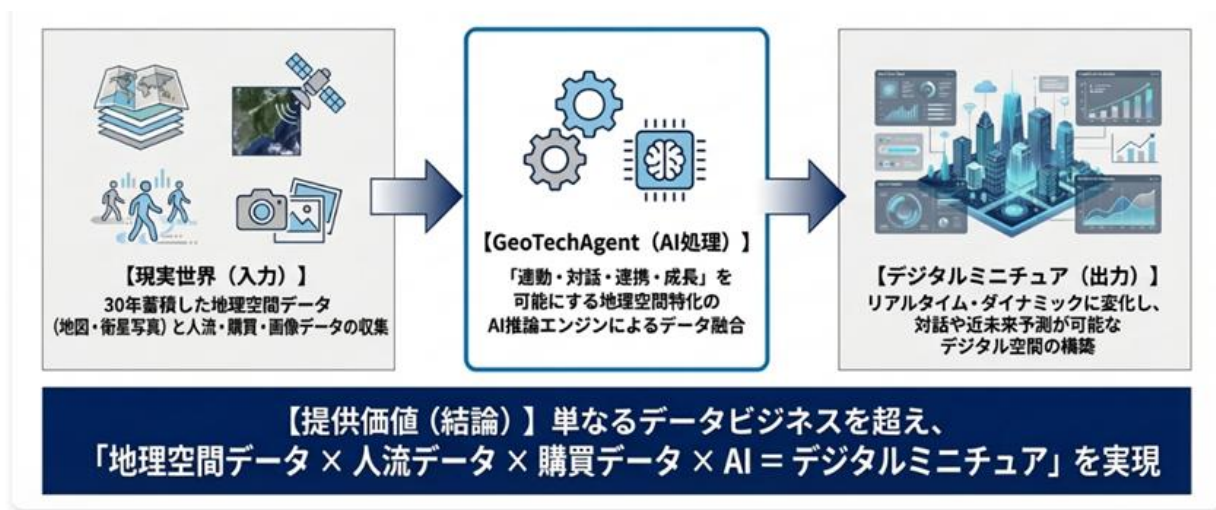 【現実世界（入力）】
30年蓄積した地理空間データ
（地図・衛星写真）と人流・購買・画像データの収集
【GeoTechAgent（AI処理）】
「連動・対話・連携・成長」を
可能にする地理空間特化の
AI推論エンジンによるデータ融合
【デジタルミニチュア（出力）】
リアルタイム・ダイナミックに変化し、
対話や近未来予測が可能な
デジタル空間の構築
【提供価値（結論）】単なるデータビジネスを超え、
「地理空間データ × 人流データ × 購買データ × AI = デジタルミニチュア」を実現